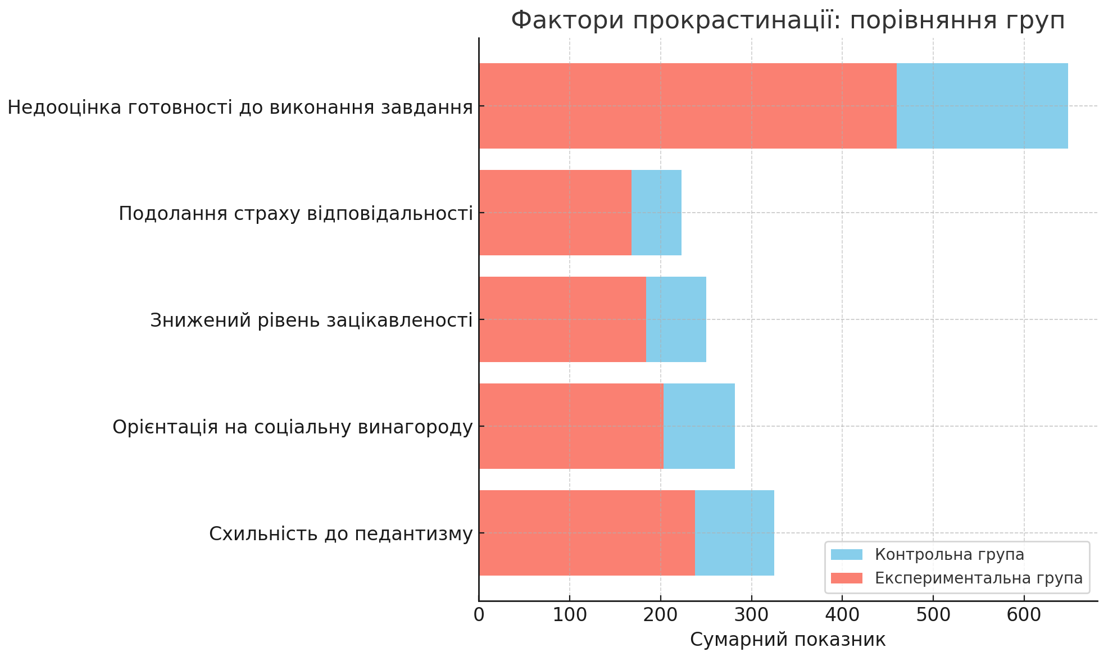 Фактори прокрастинації: порівняння груп
Недооцінка готовності до виконання завдання
Подолання страху відповідальності
Знижений рівень зацікавленості
Орієнтація на соціальну винагороду
Схильність до педантизму
Контрольна група
Експериментальна група
0 100 200 300 400 500 600
Сумарний показник